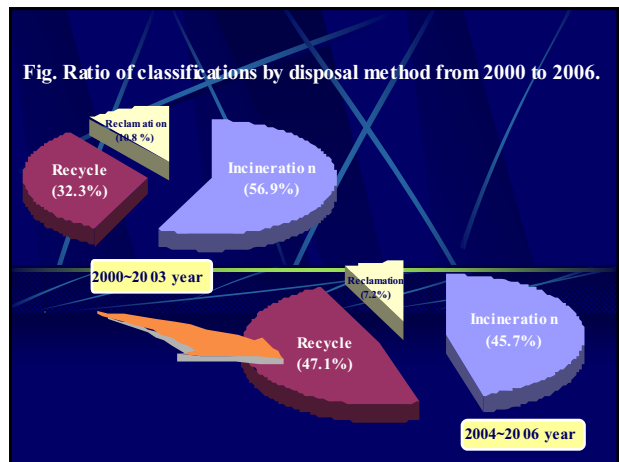 Fig. Ratio of classifications by disposal method from 2000 to 2006.
Reclamation
(10.8%)
Recycle
(32.3%)
Incineration
(56.9%)
2000~2003 year
Reclamation
(7.2%)
Recycle
(47.1%)
Incineration
(45.7%)
2004~2006 year